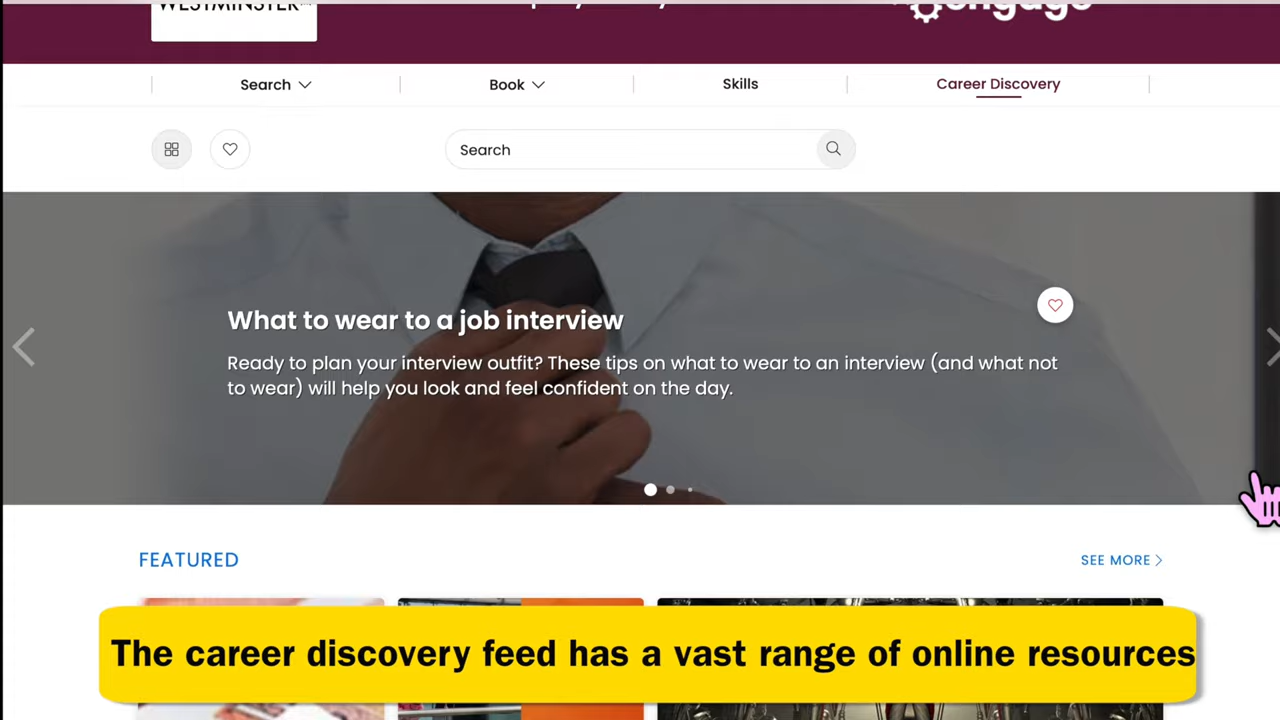 WESTMINSTER
engage
Search
Book
Skills
Career Discovery
Search
What to wear to a job interview
Ready to plan your interview outfit? These tips on what to wear to an interview (and what not
to wear) will help you look and feel confident on the day.
FEATURED
SEE MORE
The career discovery feed has a vast range of online resources